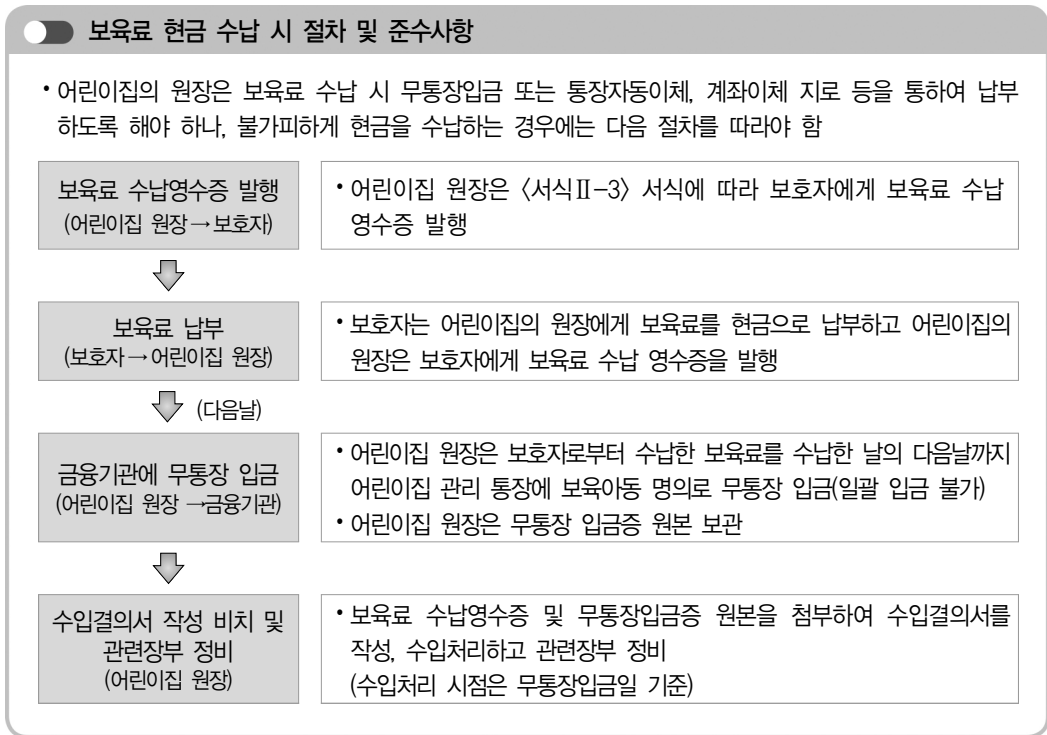 보육료 현금 수납 시 절차 및 준수사항
• 어린이집의 원장은 보육료 수납 시 무통장입금 또는 통장자동이체, 계좌이체 지로 등을 통하여 납부
하도록 해야 하나, 불가피하게 현금을 수납하는 경우에는 다음 절차를 따라야 함
보육료 수납영수증 발행
(어린이집 원장→보호자)
• 어린이집 원장은 〈서식Ⅱ-3〉 서식에 따라 보호자에게 보육료 수납
영수증 발행
보육료 납부
(보호자→어린이집 원장)
• 보호자는 어린이집의 원장에게 보육료를 현금으로 납부하고 어린이집의
원장은 보호자에게 보육료 수납 영수증을 발행
(다음날)
금융기관에 무통장 입금
(어린이집 원장 →금융기관)
• 어린이집 원장은 보호자로부터 수납한 보육료를 수납한 날의 다음날까지
어린이집 관리 통장에 보육아동 명의로 무통장 입금(일괄 입금 불가)
• 어린이집 원장은 무통장 입금증 원본 보관
수입결의서 작성 비치 및
관련장부 정비
(어린이집 원장)
• 보육료 수납영수증 및 무통장입금증 원본을 첨부하여 수입결의서를
작성, 수입처리하고 관련장부 정비
(수입처리 시점은 무통장입금일 기준)